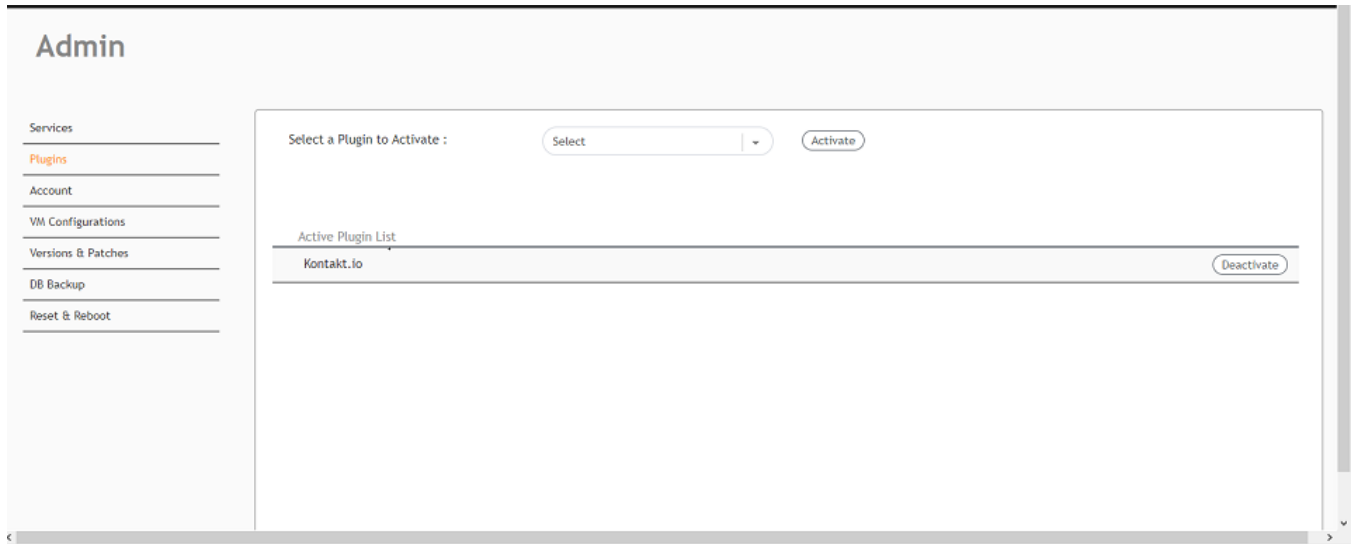 Admin
Services
Plugins
Account
VM Configurations
Versions & Patches
DB Backup
Reset & Reboot
Select a Plugin to Activate :
Select
Activate
Active Plugin List
Kontakt.io
Deactivate